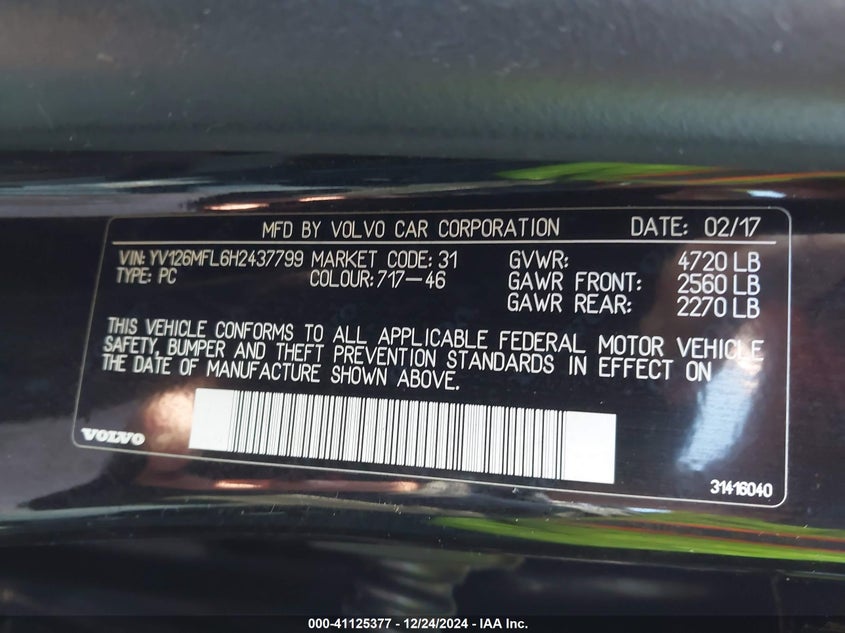 MFD BY VOLVO CAR CORPORATION DATE: 02/17
VIN: YV126MFL6H2437799 MARKET CODE: 31 GVWR: 4720 LB
TYPE: PC COLOUR: 717-46 GAWR FRONT: 2560 LB
GAWR REAR: 2270 LB
THIS VEHICLE CONFORMS TO ALL APPLICABLE FEDERAL MOTOR VEHICLE
SAFETY, BUMPER AND THEFT PREVENTION STANDARDS IN EFFECT ON
THE DATE OF MANUFACTURE SHOWN ABOVE.
VOLVO
31416040
000-41125377 - 12/24/2024 - IAA Inc.